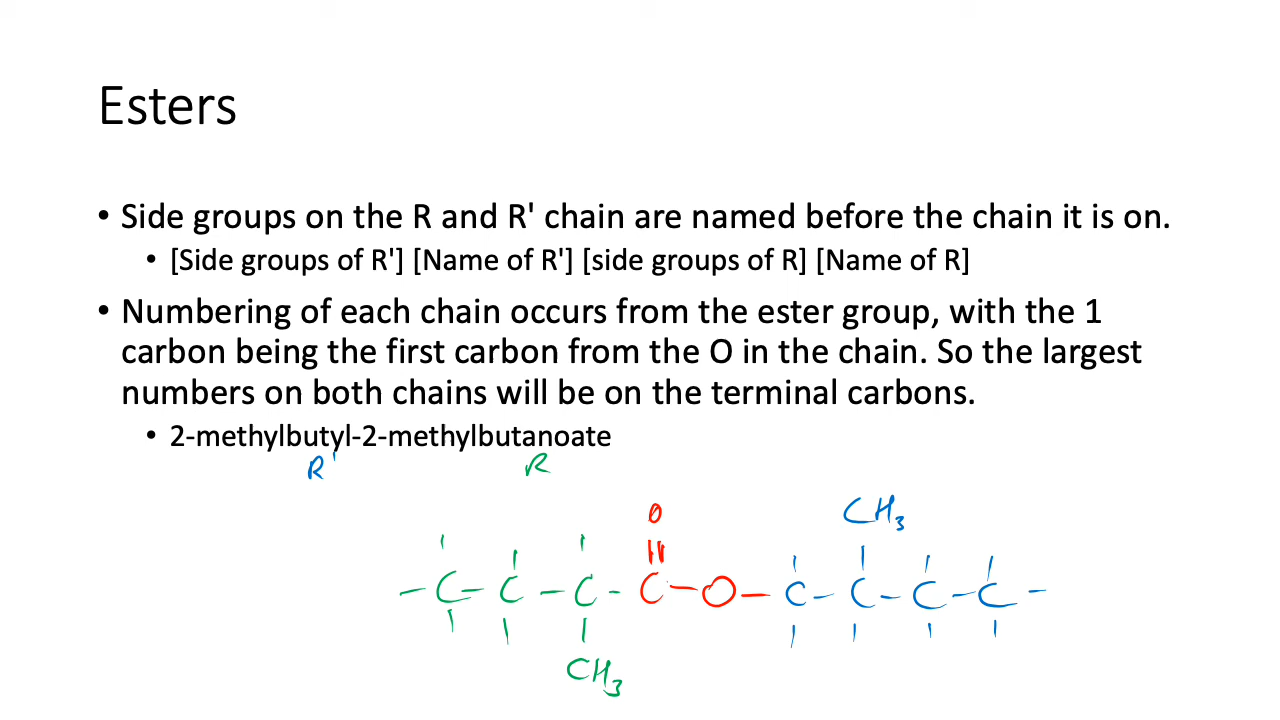 Esters
• Side groups on the R and R' chain are named before the chain it is on.
• [Side groups of R'] [Name of R'] [side groups of R] [Name of R]
• Numbering of each chain occurs from the ester group, with the 1
carbon being the first carbon from the O in the chain. So the largest
numbers on both chains will be on the terminal carbons.
• 2-methylbutyl-2-methylbutanoate
R' R
O CH₃
- C - C - C - C - O - C - C - C - C -
CH₃